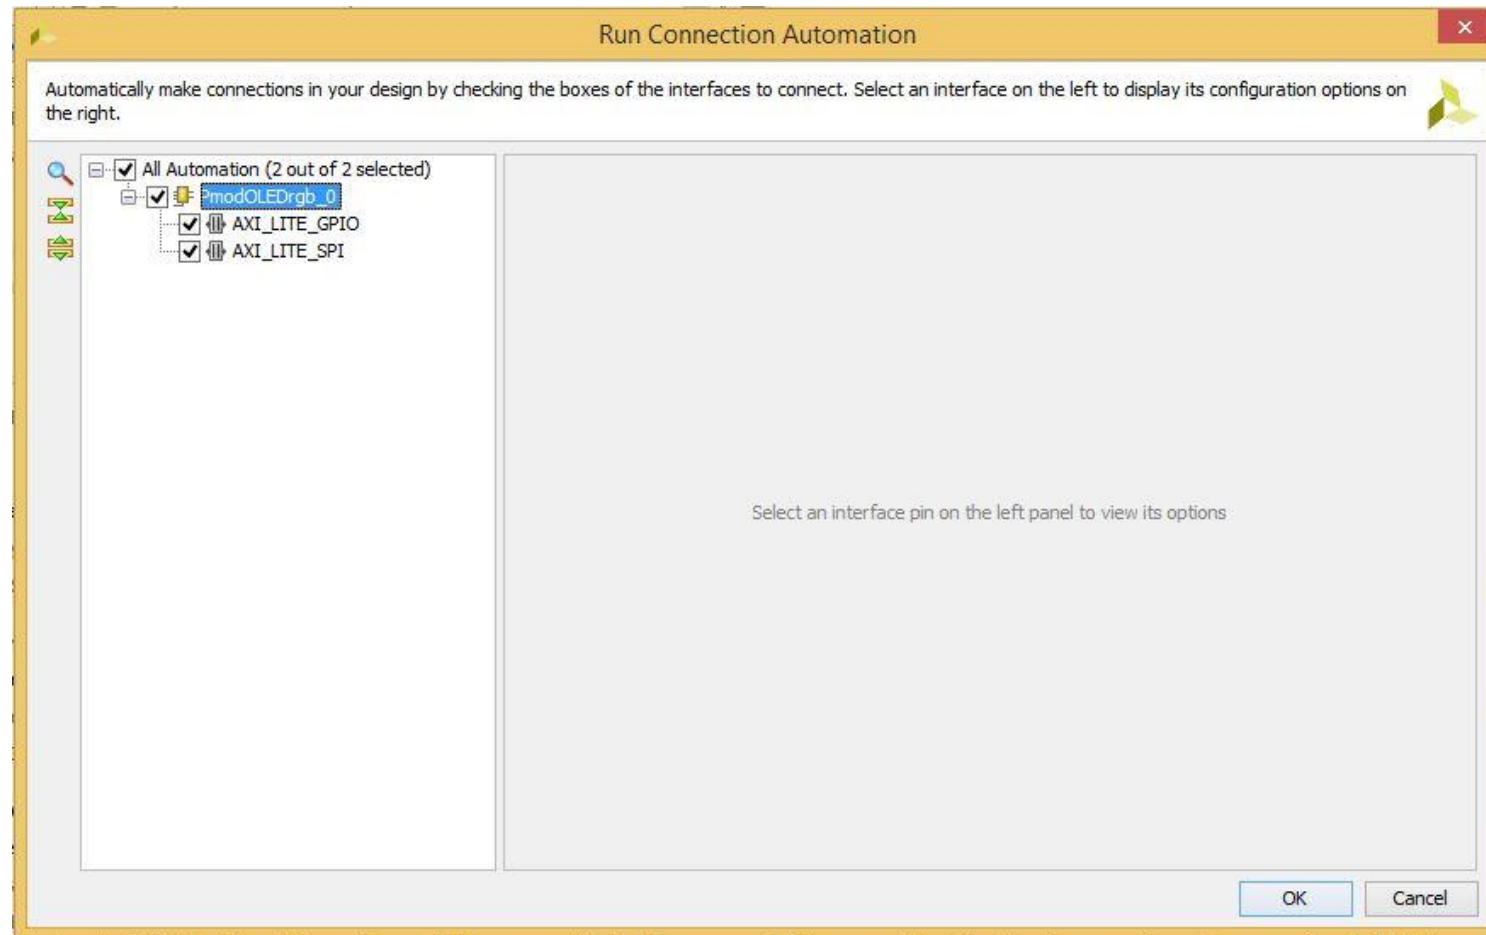 Run Connection Automation
Automatically make connections in your design by checking the boxes of the interfaces to connect. Select an interface on the left to display its configuration options on
the right.
All Automation (2 out of 2 selected)
PmodOLEDrgb_0
AXI_LITE_GPIO
AXI_LITE_SPI
Select an interface pin on the left panel to view its options
OK Cancel